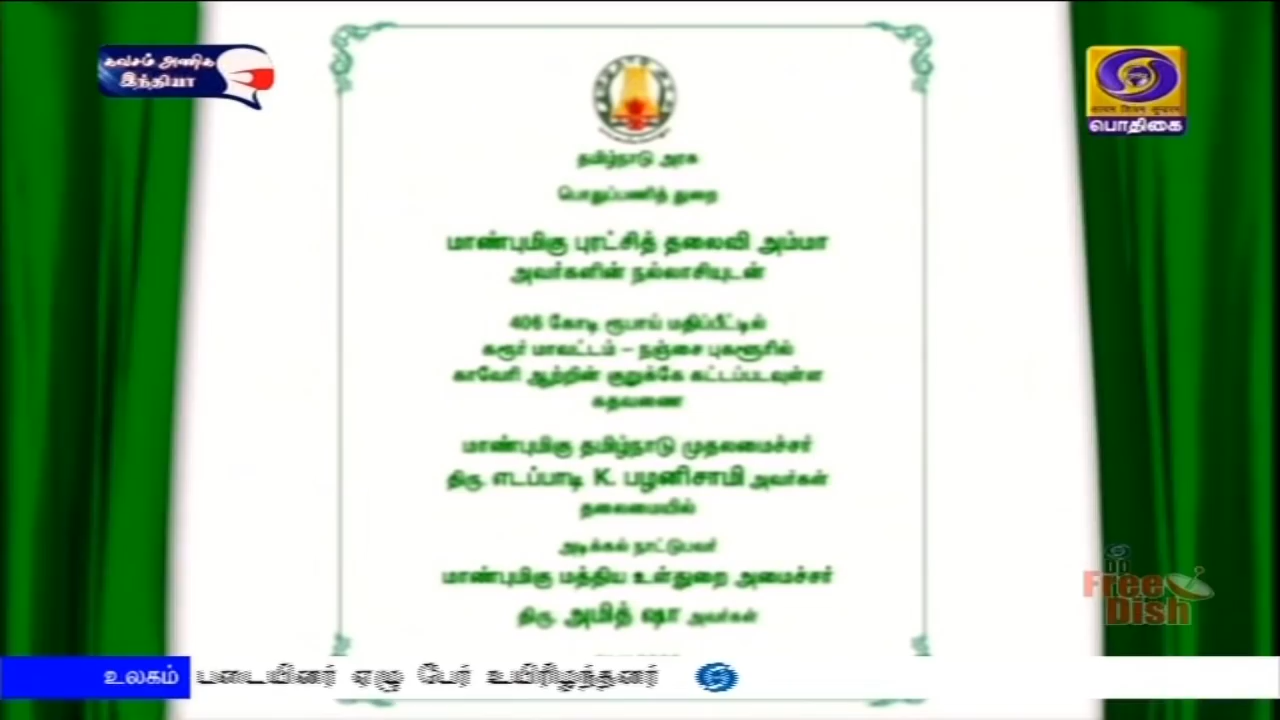 கவசம் அணிக
இந்தியா
பொதிகை
தமிழ்நாடு அரசு
பொதுப்பணித் துறை
மாண்புமிகு புரட்சித் தலைவி அம்மா
அவர்களின் நல்லாசியுடன்
406 கோடி ரூபாய் மதிப்பீட்டில்
கரூர் மாவட்டம் – நஞ்சை புகளூரில்
காவேரி ஆற்றின் குறுக்கே கட்டப்படவுள்ள
கதவணை
மாண்புமிகு தமிழ்நாடு முதலமைச்சர்
திரு. எடப்பாடி K. பழனிசாமி அவர்கள்
தலைமையில்
அடிக்கல் நாட்டுபவர்
மாண்புமிகு மத்திய உள்துறை அமைச்சர்
திரு. அமித் ஷா அவர்கள்
DD
Free
Dish
உலகம் படையினர் ஏழு பேர் உயிரிழந்தனர்